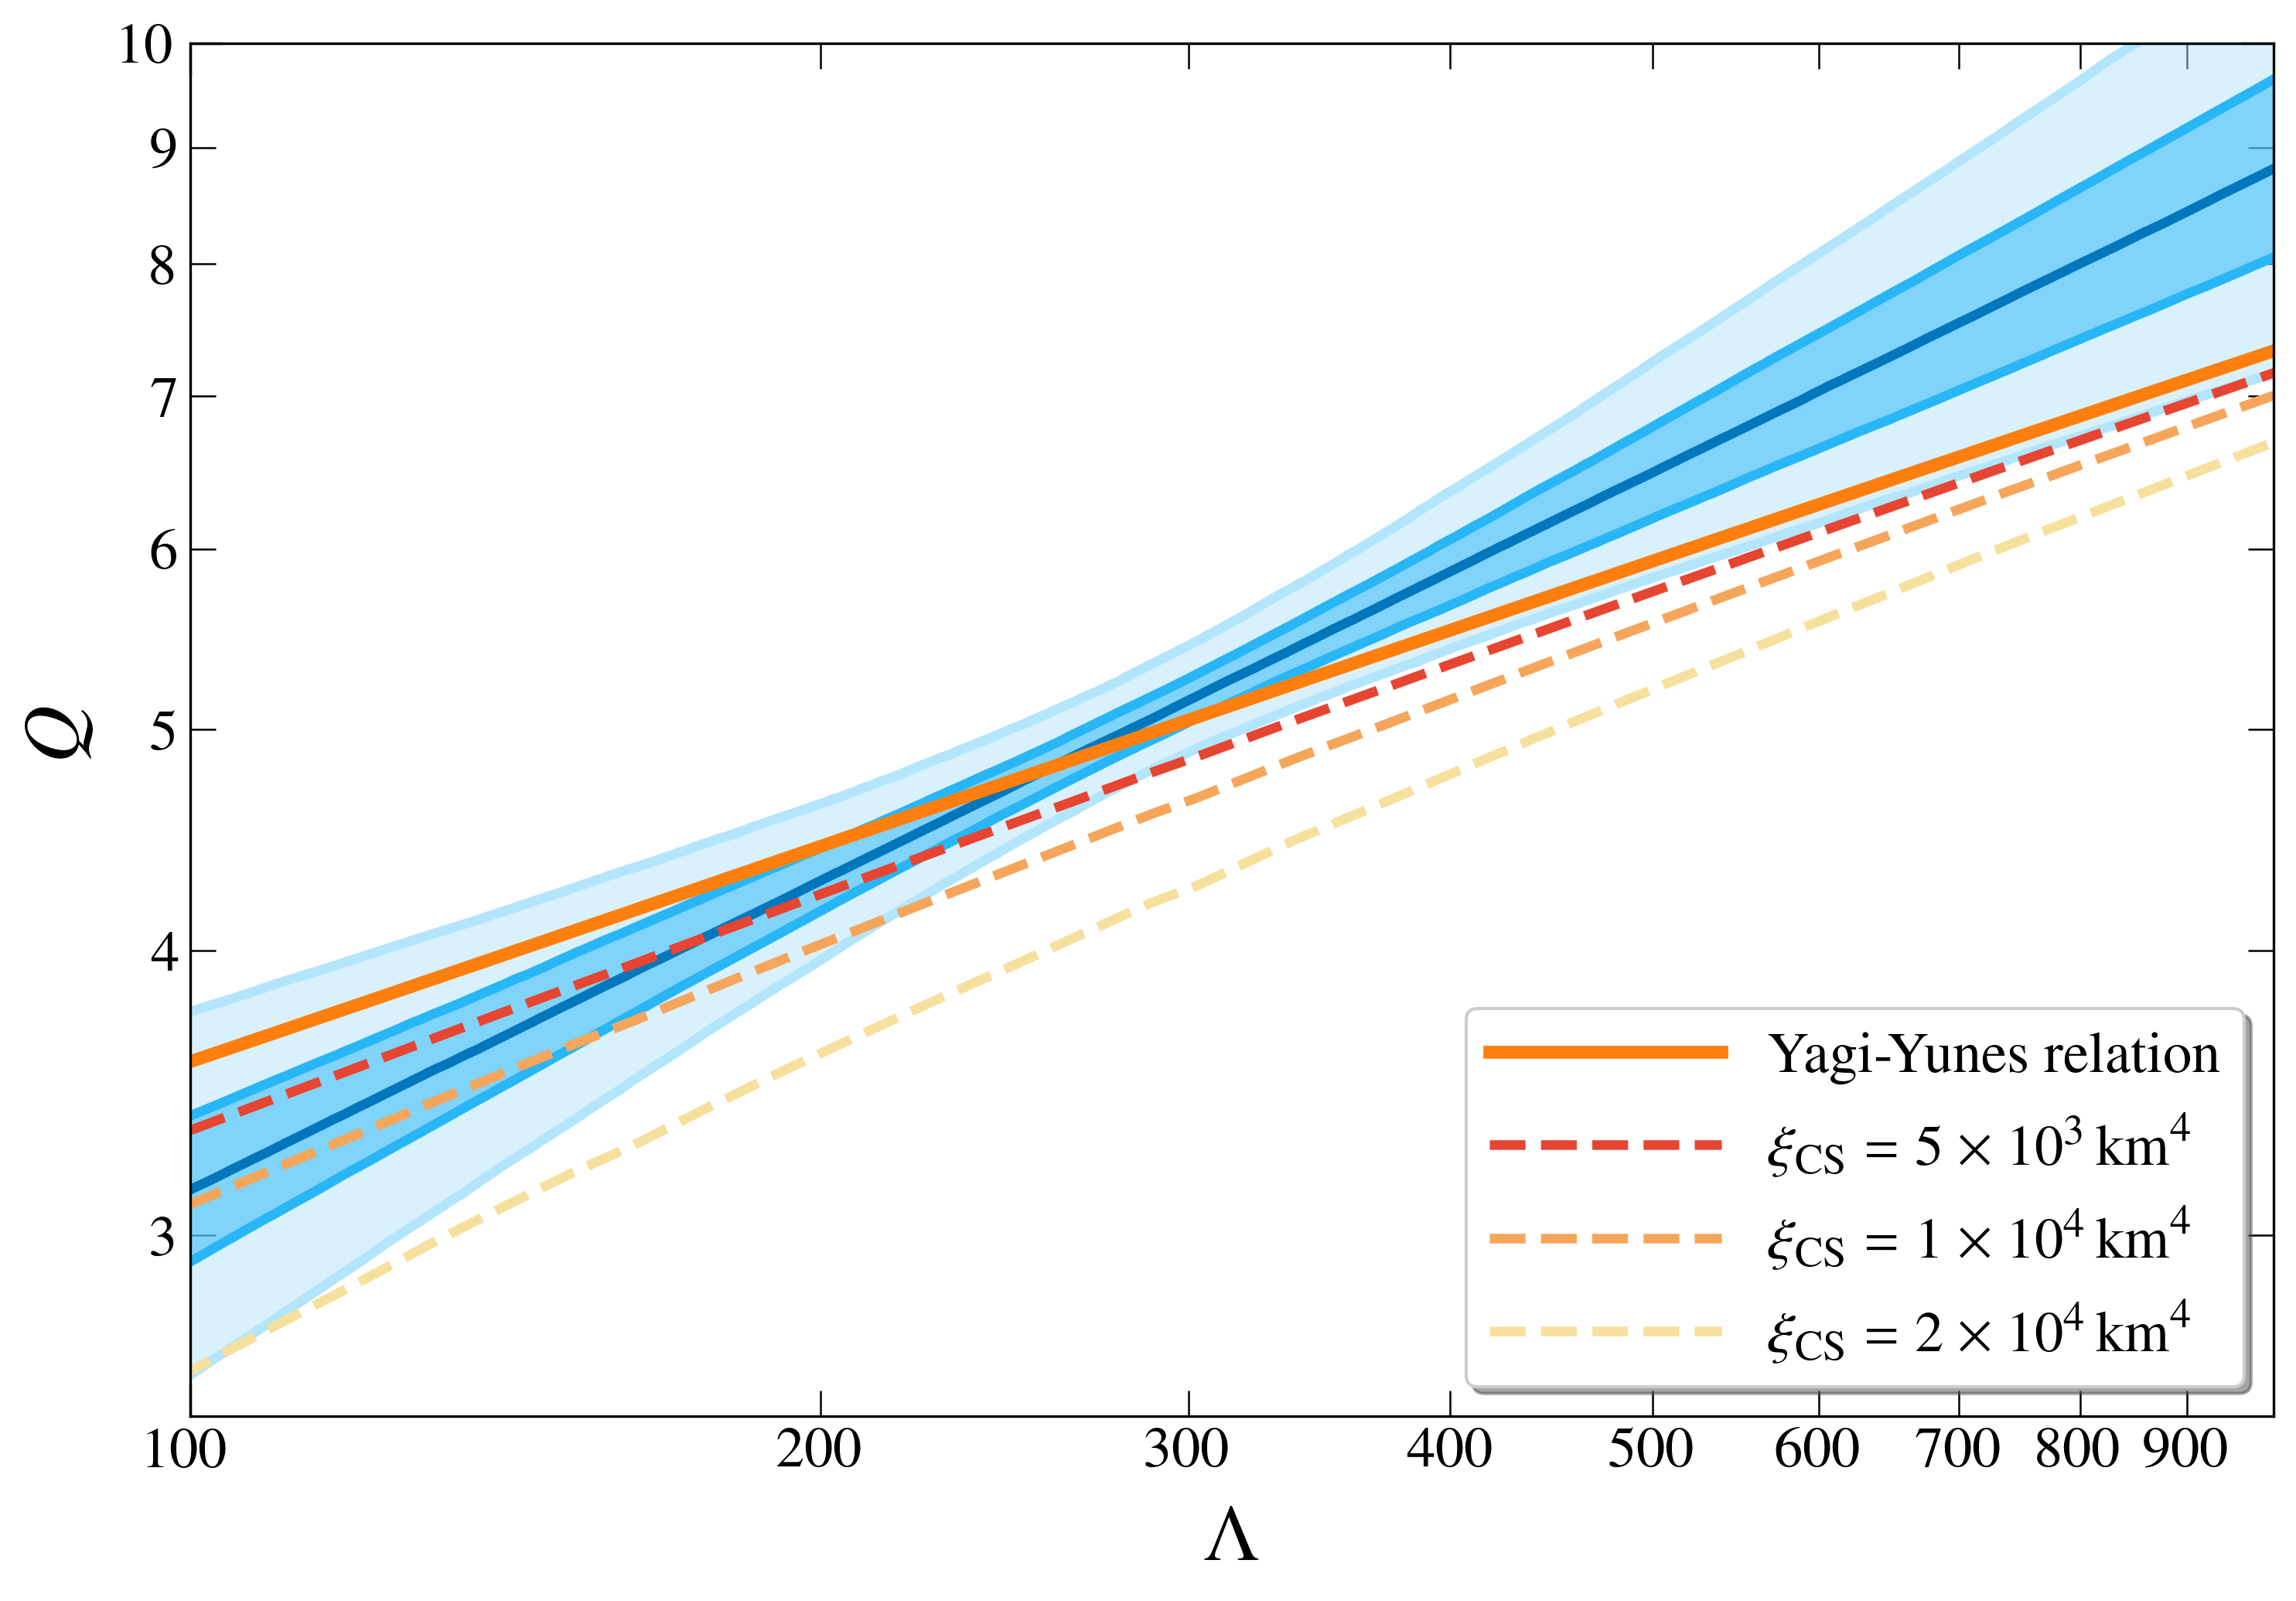 10
9
8
7
6
5
4
3
Q
100 200 300 400 500 600 700 800 900
Λ
Yagi-Yunes relation
ξCS = 5 × 10³ km⁴
ξCS = 1 × 10⁴ km⁴
ξCS = 2 × 10⁴ km⁴